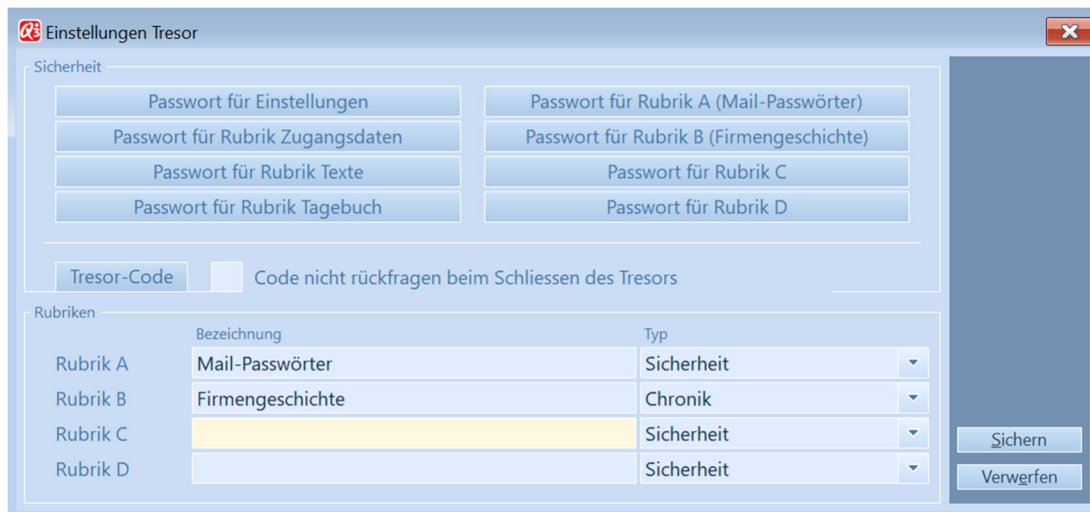 Einstellungen Tresor
Sicherheit
Passwort für Einstellungen
Passwort für Rubrik A (Mail-Passwörter)
Passwort für Rubrik Zugangsdaten
Passwort für Rubrik B (Firmengeschichte)
Passwort für Rubrik Texte
Passwort für Rubrik C
Passwort für Rubrik Tagebuch
Passwort für Rubrik D
Tresor-Code
Code nicht rückfragen beim Schliessen des Tresors
Rubriken
Bezeichnung Typ
Rubrik A Mail-Passwörter Sicherheit
Rubrik B Firmengeschichte Chronik
Rubrik C Sicherheit
Rubrik D Sicherheit
Sichern
Verwerfen